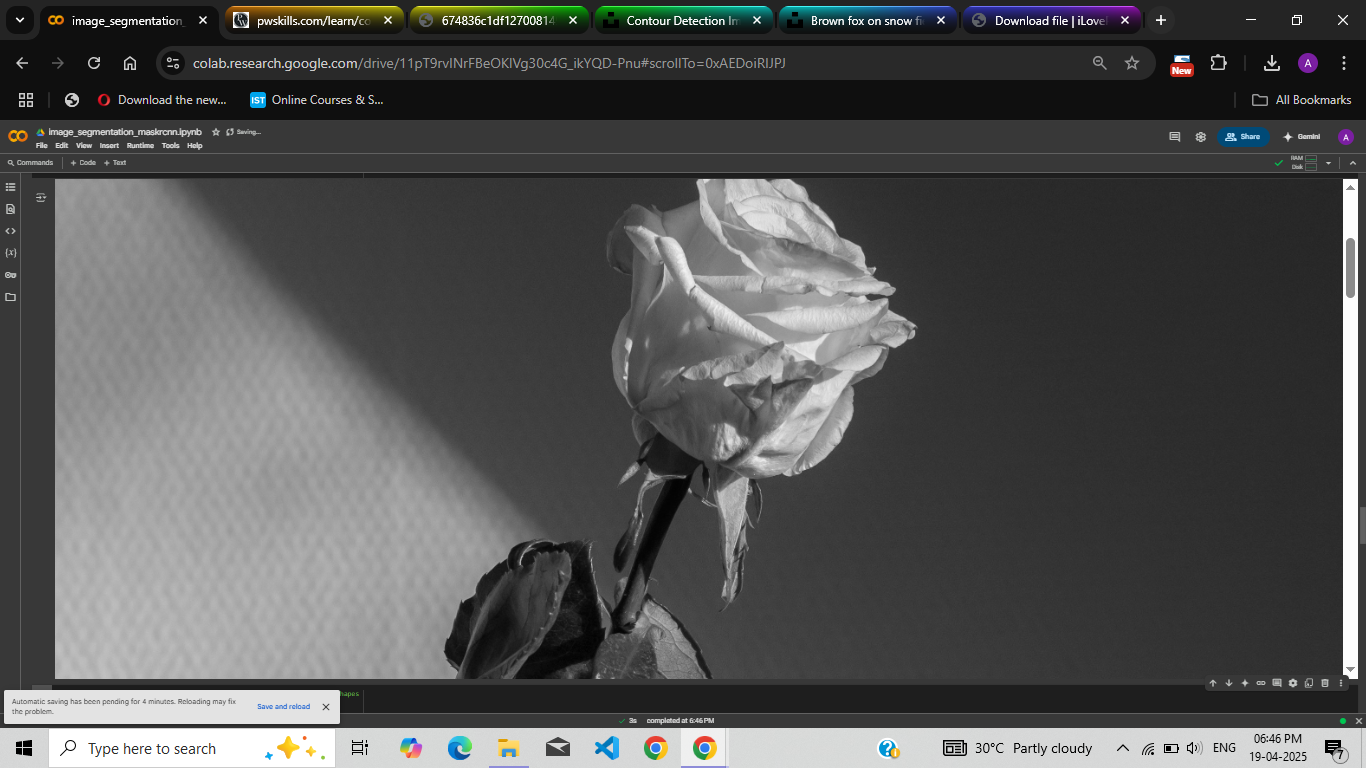 image_segmentation_
pwskills.com/learn/co
674836c1df12700814
Contour Detection Im
Brown fox on snow fi
Download file | iLove
colab.research.google.com/drive/11pT9rvINrFBeOKIVg30c4G_ikYQD-Pnu#scrollTo=0xAEDoiRIJPJ
New
A
Download the new...
IST Online Courses & S...
All Bookmarks
image_segmentation_maskrcnn.ipynb
Saving...
File Edit View Insert Runtime Tools Help
Share
Gemini
A
Commands + Code + Text
RAM
Disk
hapes
Automatic saving has been pending for 4 minutes. Reloading may fix
the problem.
Save and reload
3s completed at 6:46 PM
Type here to search
30°C Partly cloudy
ENG
06:46 PM
19-04-2025
7